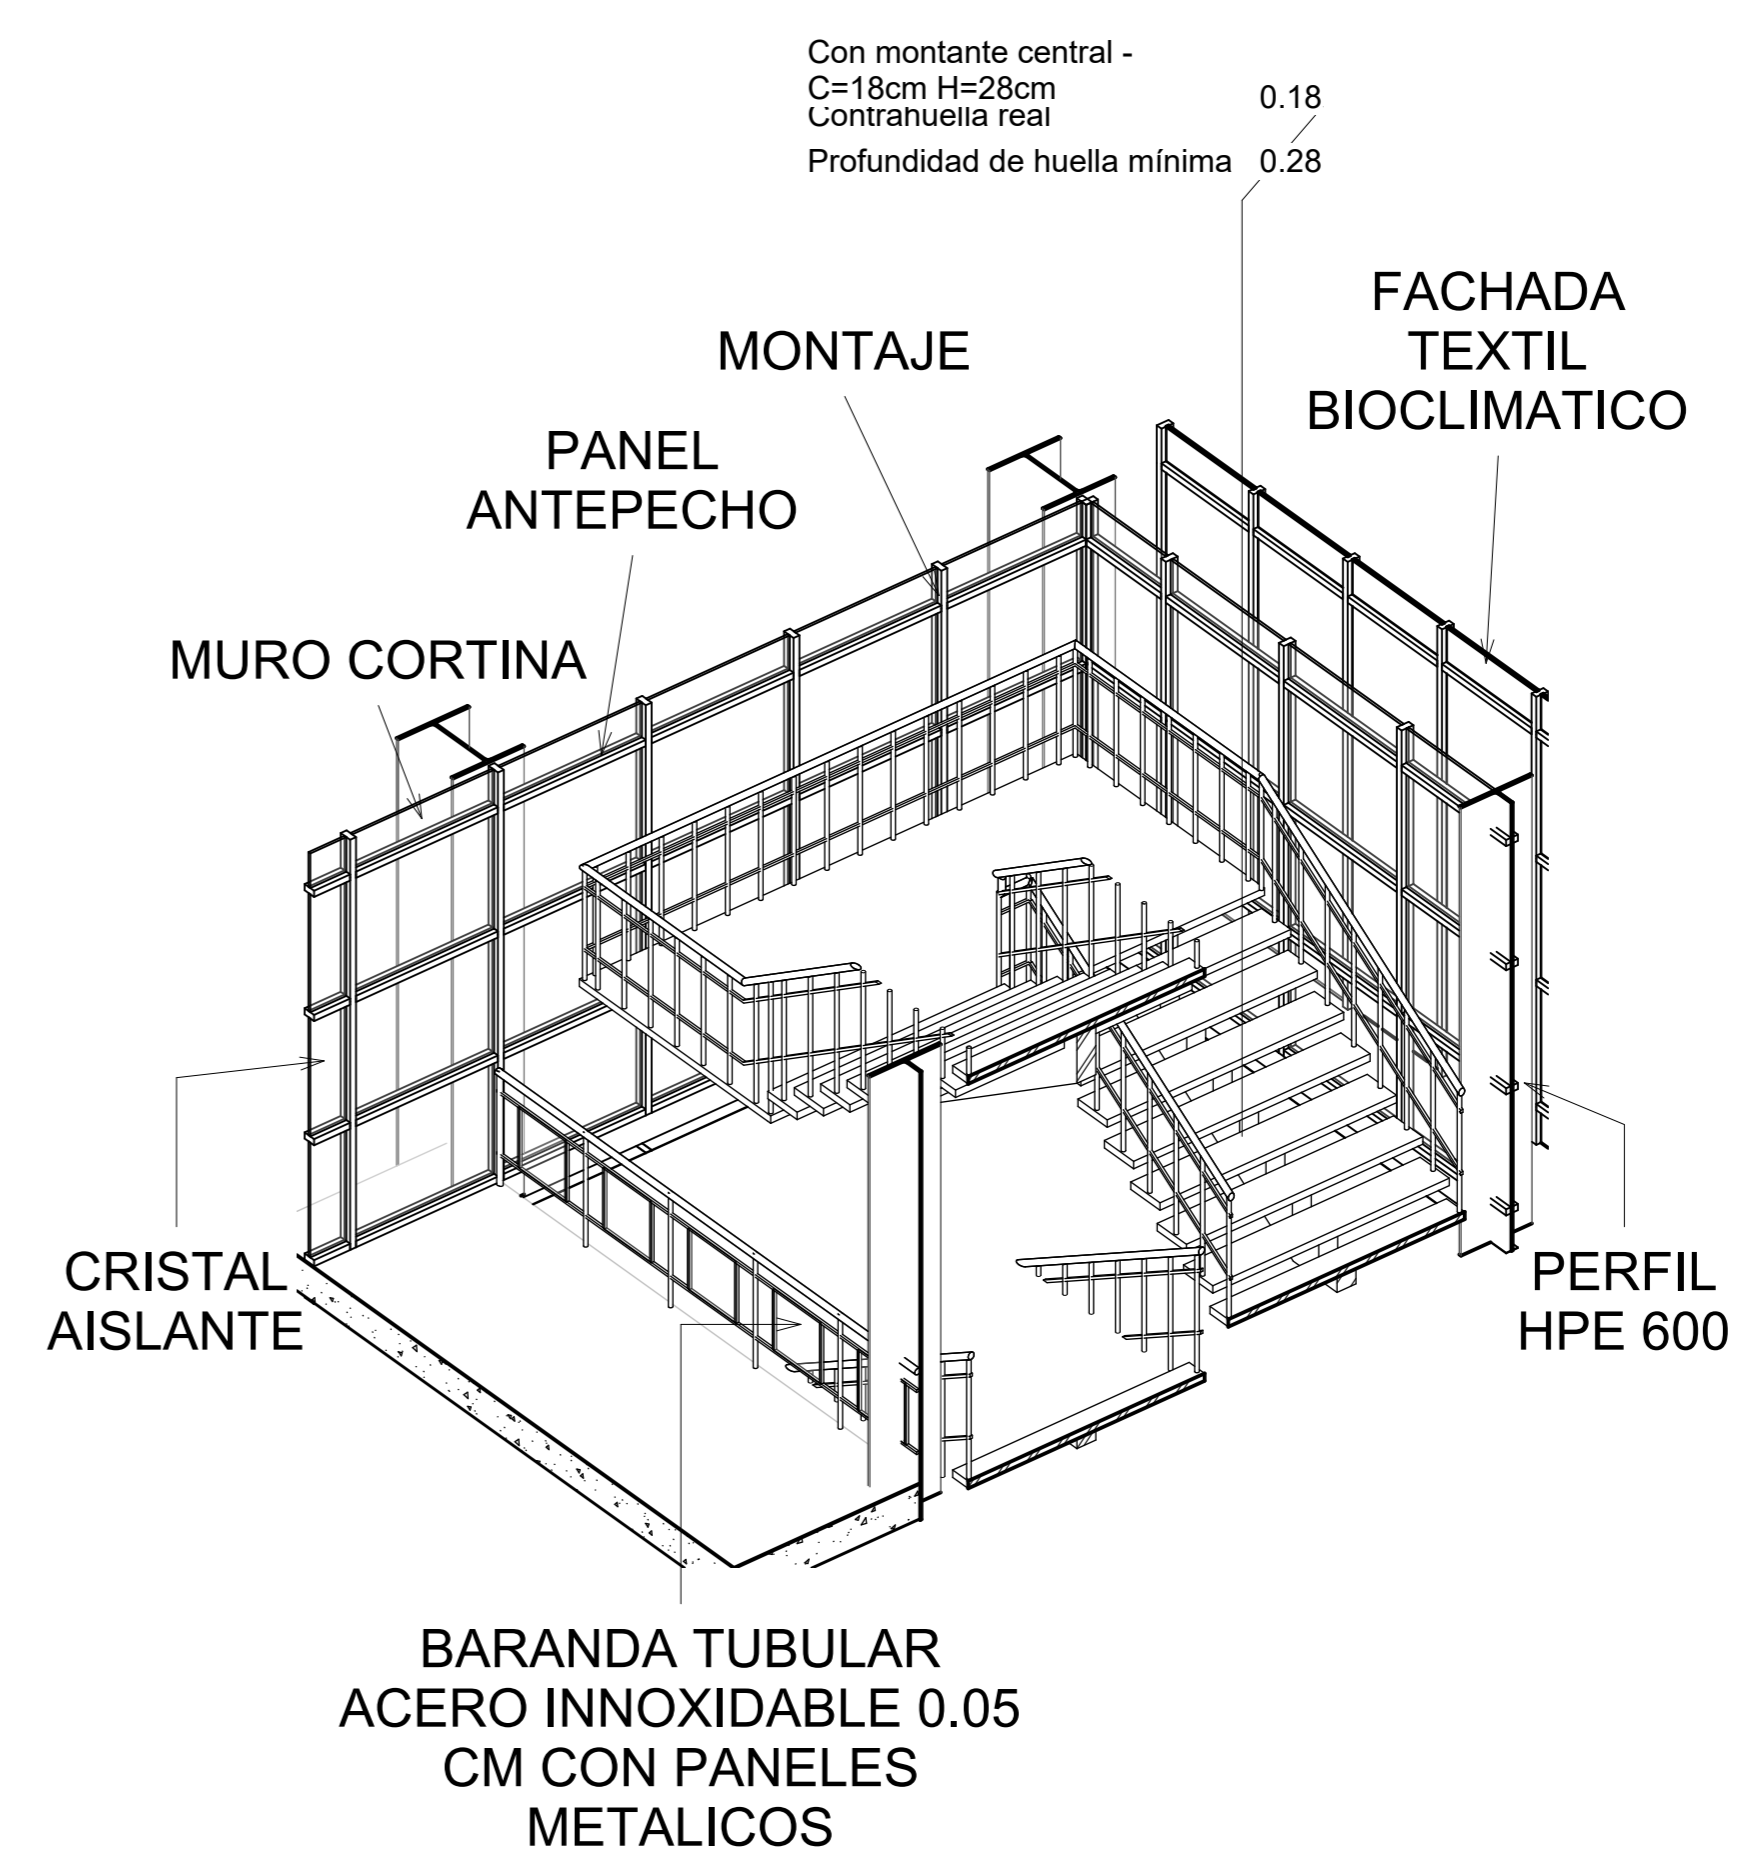 Con montante central -
C=18cm H=28cm
Contrahuella real 0.18
Profundidad de huella mínima 0.28
FACHADA
TEXTIL
BIOCLIMATICO
MONTAJE
PANEL
ANTEPECHO
MURO CORTINA
CRISTAL
AISLANTE
PERFIL
HPE 600
BARANDA TUBULAR
ACERO INNOXIDABLE 0.05
CM CON PANELES
METALICOS